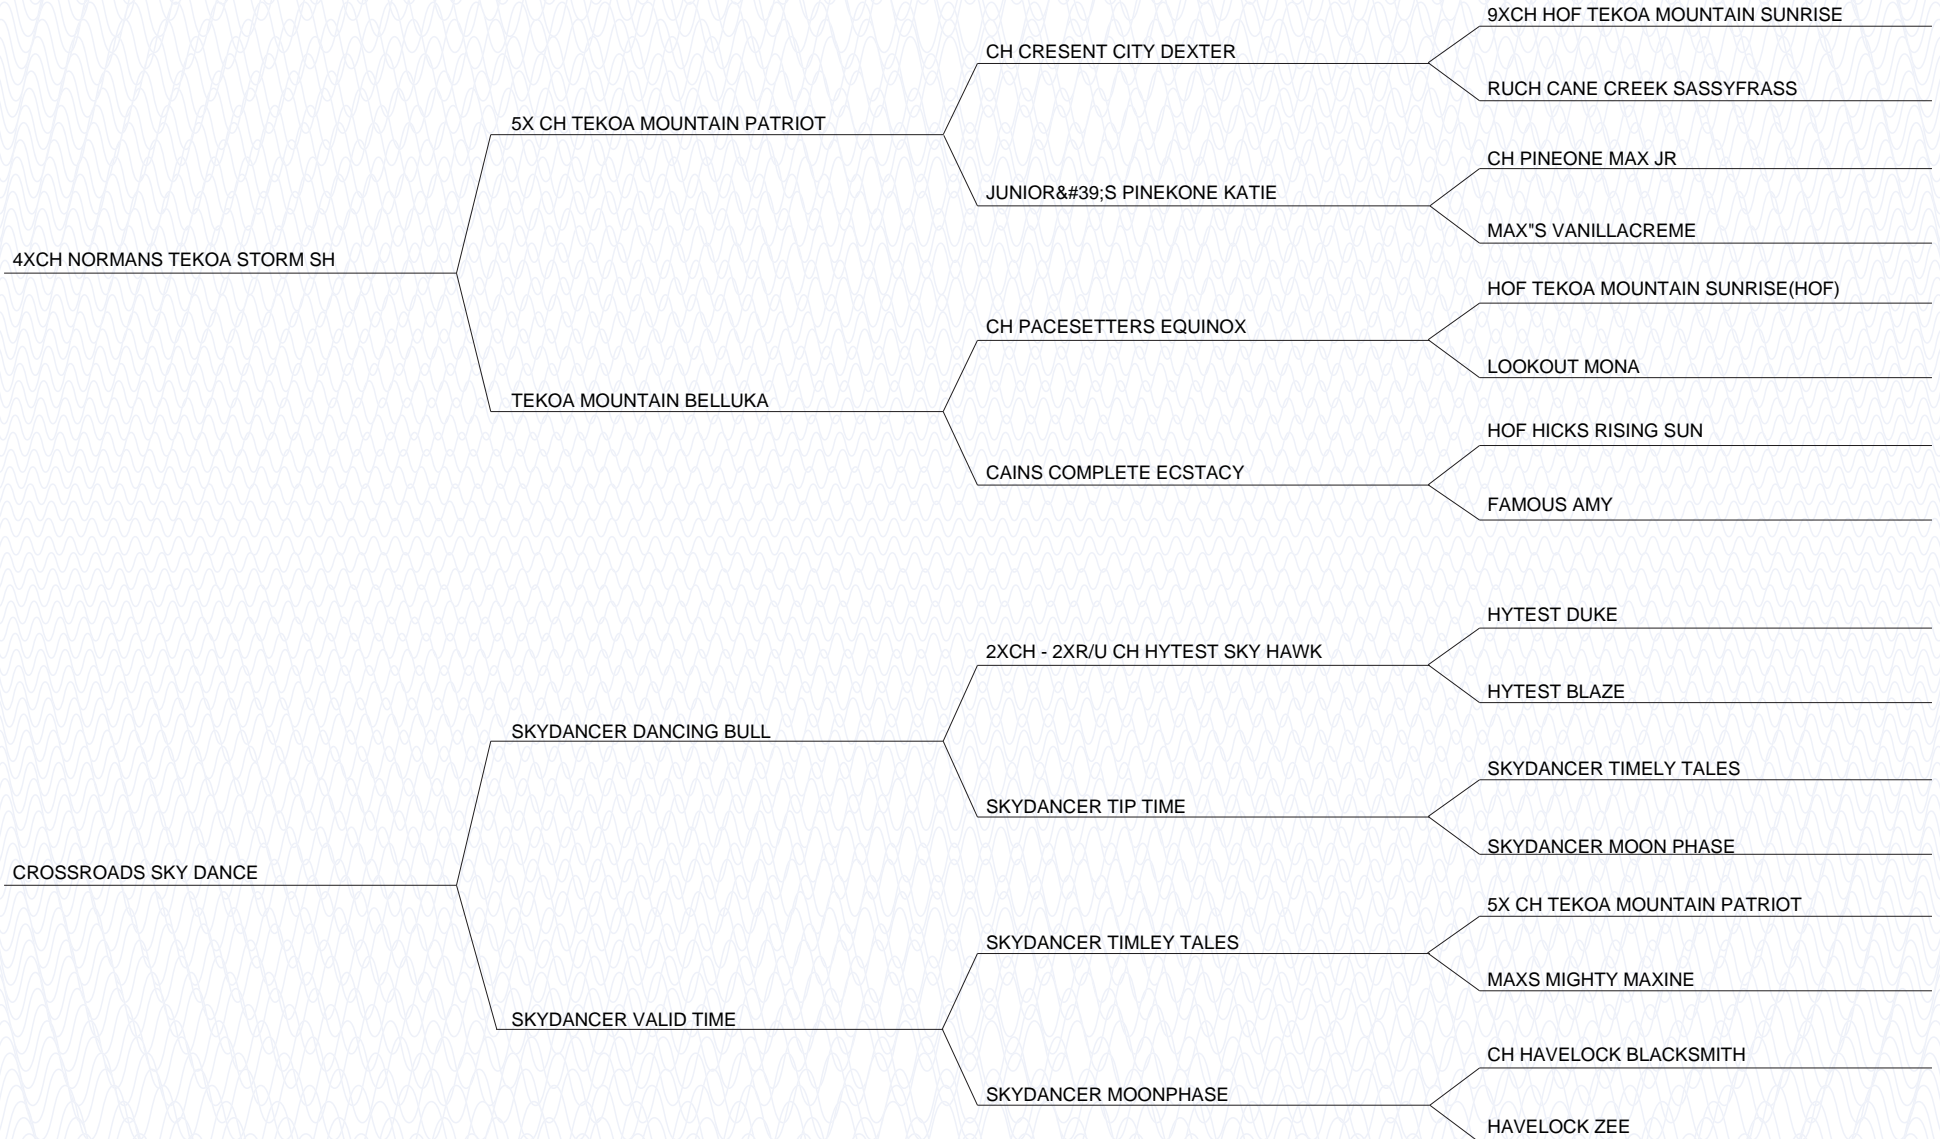 9XCH HOF TEKOA MOUNTAIN SUNRISE
CH CRESENT CITY DEXTER
RUCH CANE CREEK SASSYFRASS
5X CH TEKOA MOUNTAIN PATRIOT
CH PINEONE MAX JR
JUNIOR&#39;S PINEKONE KATIE
MAX"S VANILLACREME
4XCH NORMANS TEKOA STORM SH
HOF TEKOA MOUNTAIN SUNRISE(HOF)
CH PACESETTERS EQUINOX
LOOKOUT MONA
TEKOA MOUNTAIN BELLUKA
HOF HICKS RISING SUN
CAINS COMPLETE ECSTACY
FAMOUS AMY
HYTEST DUKE
2XCH - 2XR/U CH HYTEST SKY HAWK
HYTEST BLAZE
SKYDANCER DANCING BULL
SKYDANCER TIMELY TALES
SKYDANCER TIP TIME
SKYDANCER MOON PHASE
CROSSROADS SKY DANCE
5X CH TEKOA MOUNTAIN PATRIOT
SKYDANCER TIMLEY TALES
MAXS MIGHTY MAXINE
SKYDANCER VALID TIME
CH HAVELOCK BLACKSMITH
SKYDANCER MOONPHASE
HAVELOCK ZEE